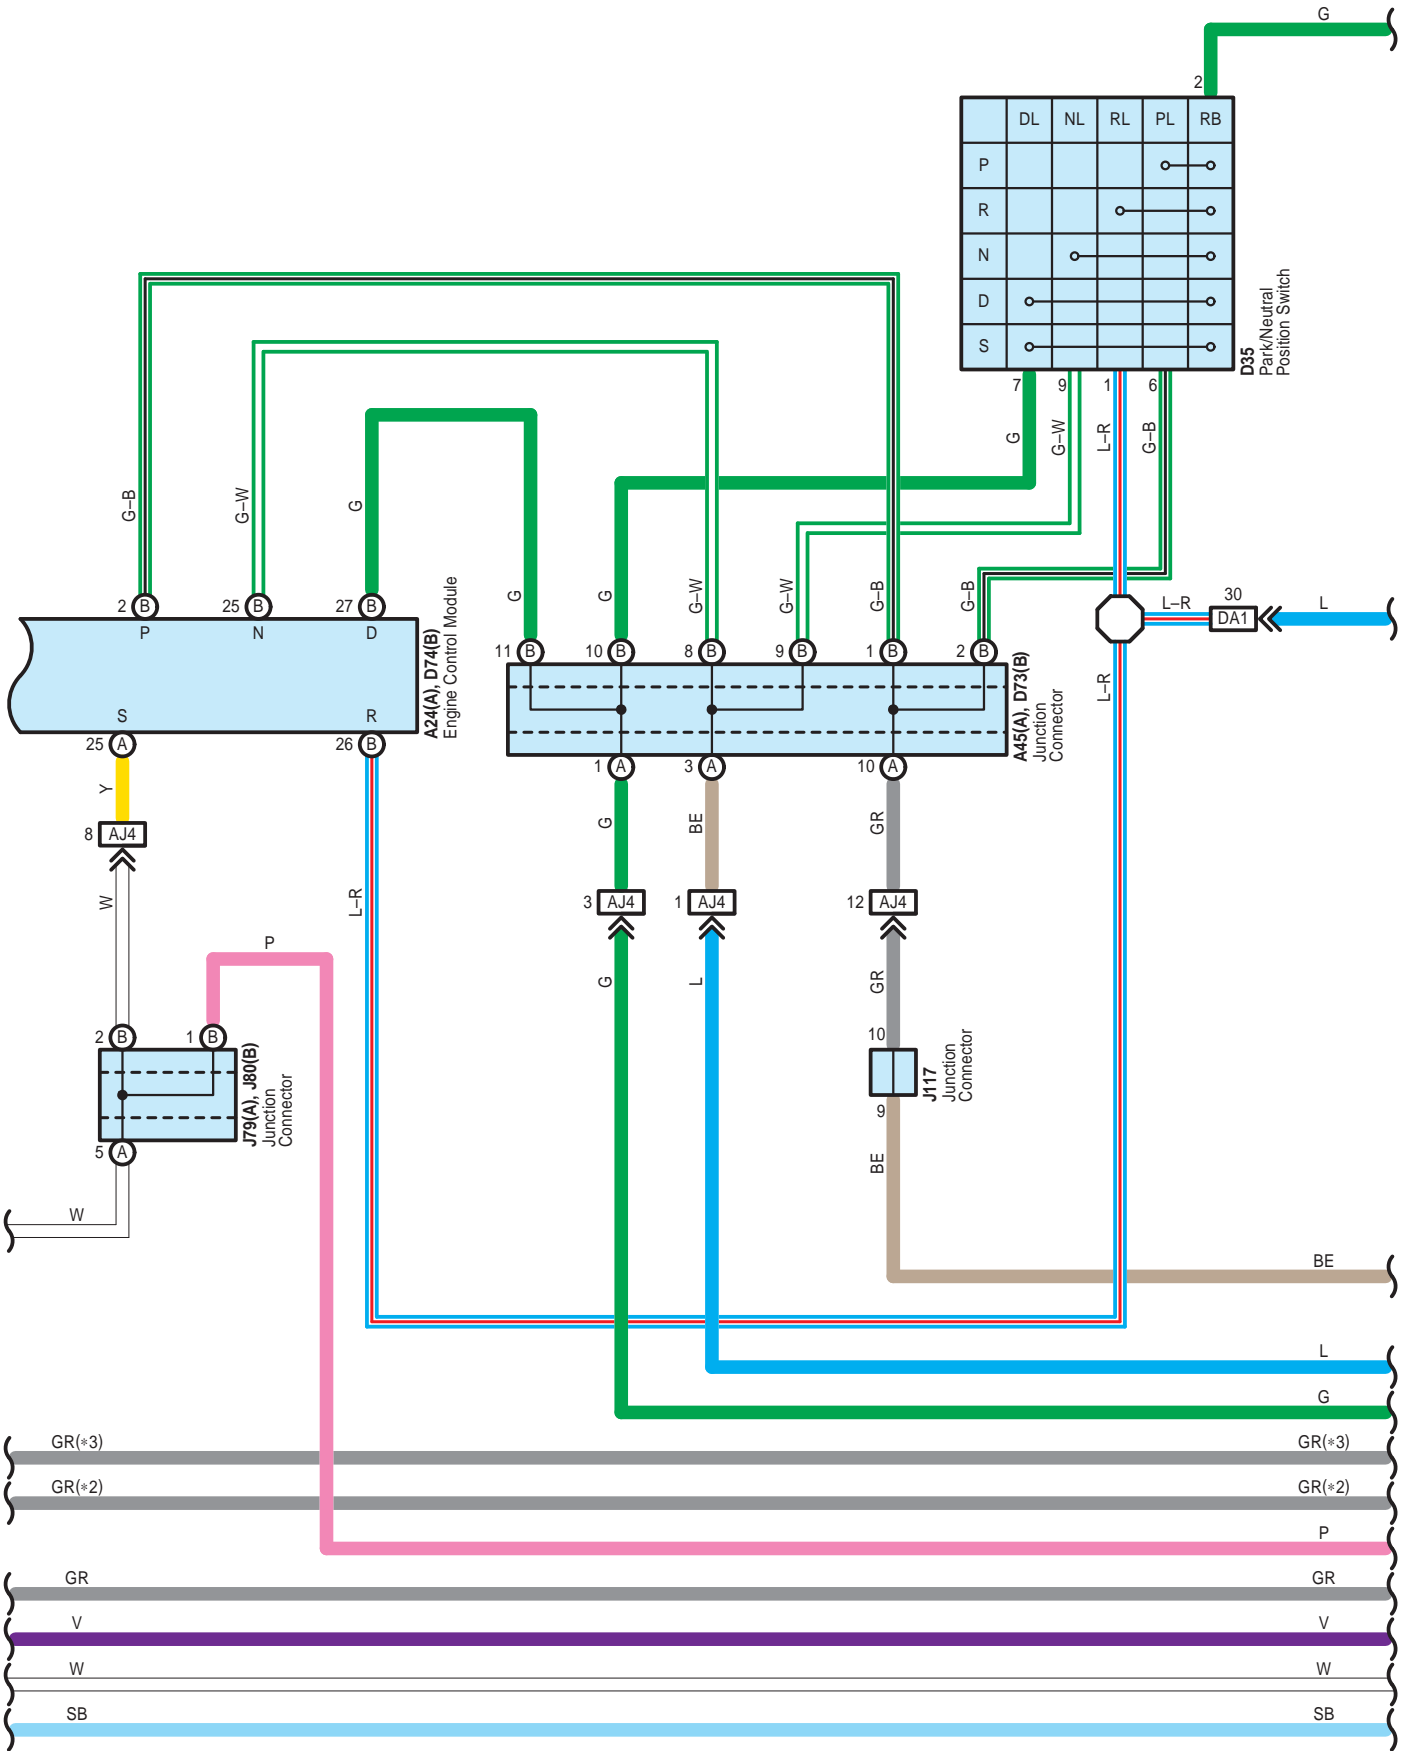 G
2
DL NL RL PL RB
P
R
N
D
S
D35
Park/Neutral
Position Switch
7 9 1 6
G G–W L–R G–B
G–B G–W G
G G G–W G–W G–B G–B
L–R 30 L
DA1
L–R
2 B 25 B 27 B
P N D
S R
A24(A), D74(B)
Engine Control Module
25 A 26 B
11 B 10 B 8 B 9 B 1 B 2 B
A45(A), D73(B)
Junction
Connector
1 A 3 A 10 A
Y
G BE GR
8 AJ4
W
L–R
3 AJ4 1 AJ4 12 AJ4
P
G L GR
2 B 1 B
J79(A), J80(B)
Junction
Connector
5 A
10
J117
Junction
Connector
9
BE
W
BE
L
G
GR(*3) GR(*3)
GR(*2) GR(*2)
P
GR GR
V V
W W
SB SB